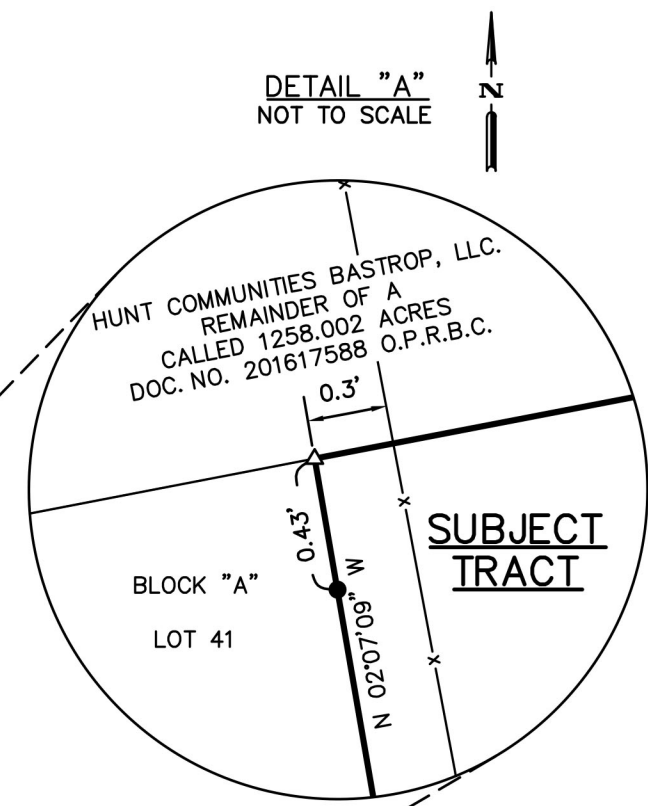 DETAIL "A"
NOT TO SCALE
N
HUNT COMMUNITIES BASTROP, LLC.
REMAINDER OF A
CALLED 1258.002 ACRES
DOC. NO. 201617588 O.P.R.B.C.
0.3'
0.43'
N 02°07'09" W
BLOCK "A"
LOT 41
SUBJECT
TRACT